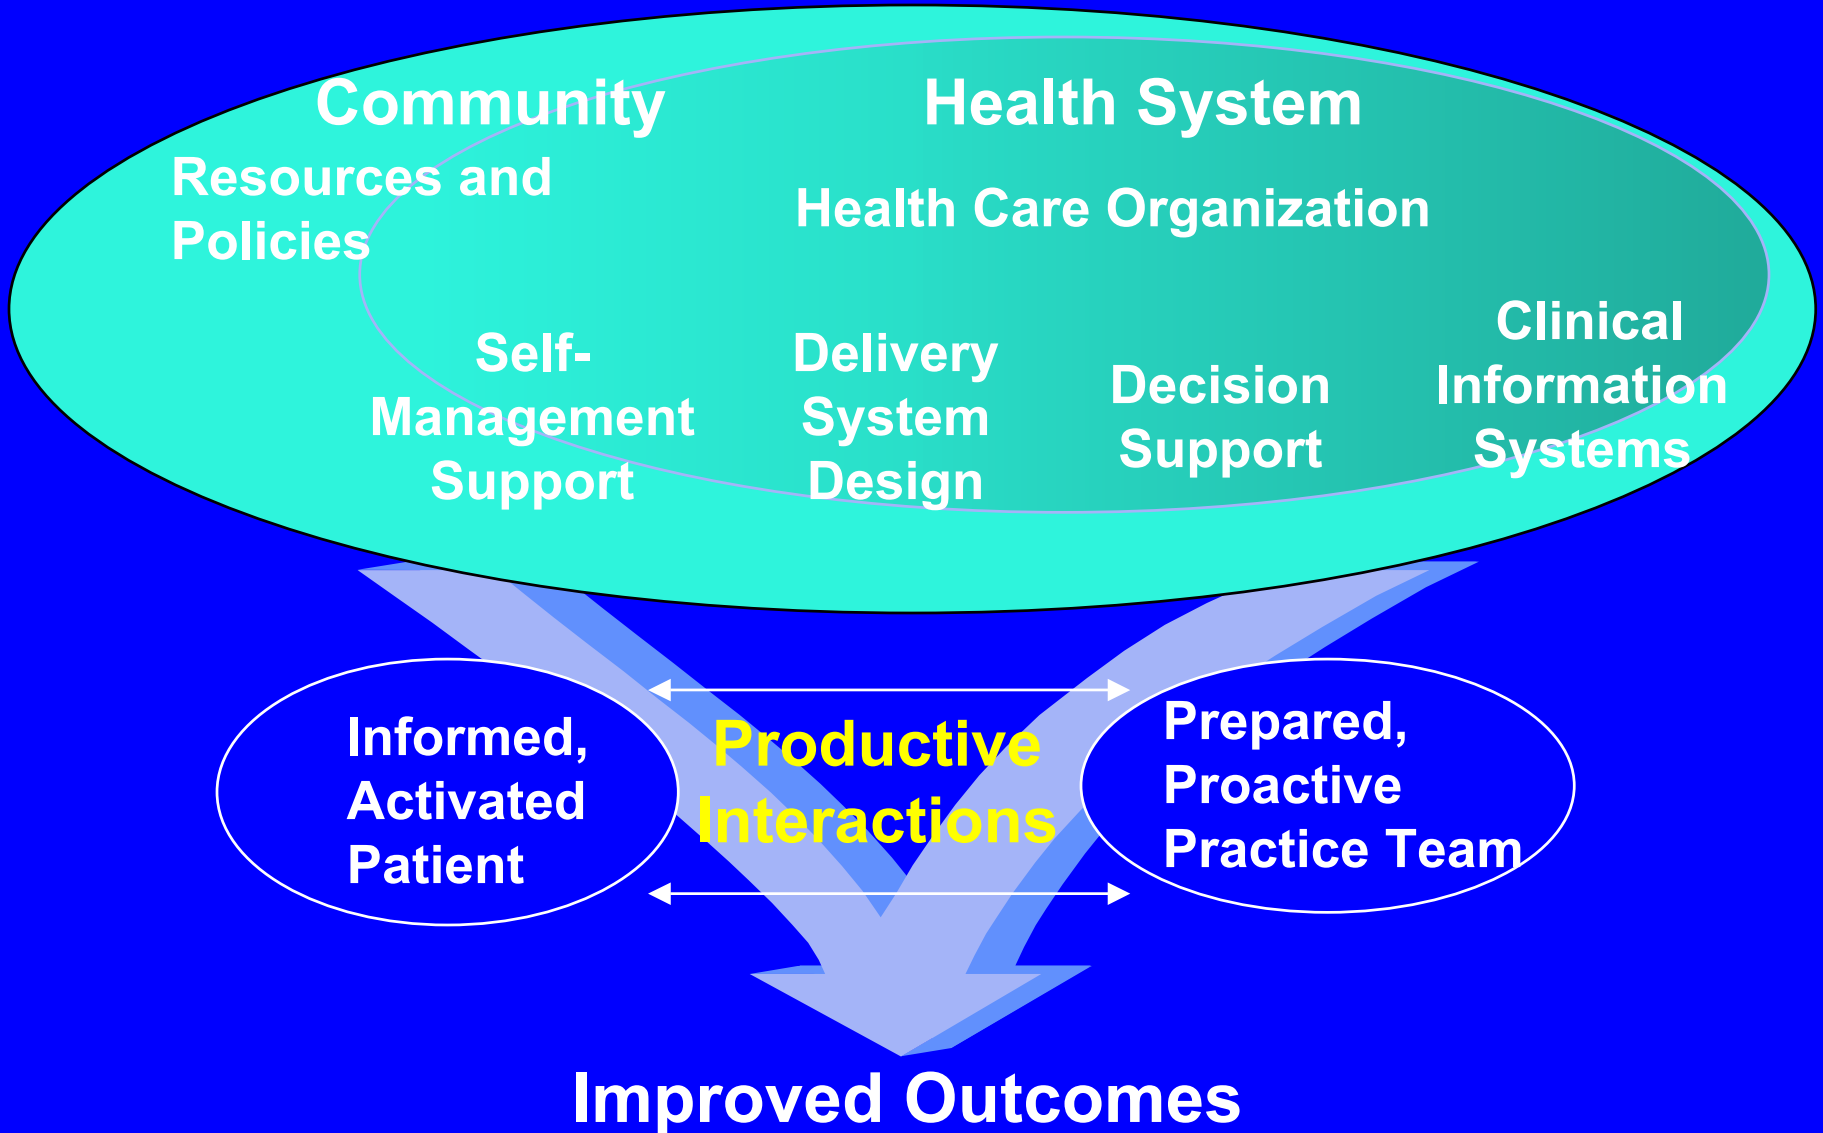 Community
Health System
Resources and
Policies
Health Care Organization
Self-
Management
Support
Delivery
System
Design
Decision
Support
Clinical
Information
Systems
Informed,
Activated
Patient
Productive
Interactions
Prepared,
Proactive
Practice Team
Improved Outcomes